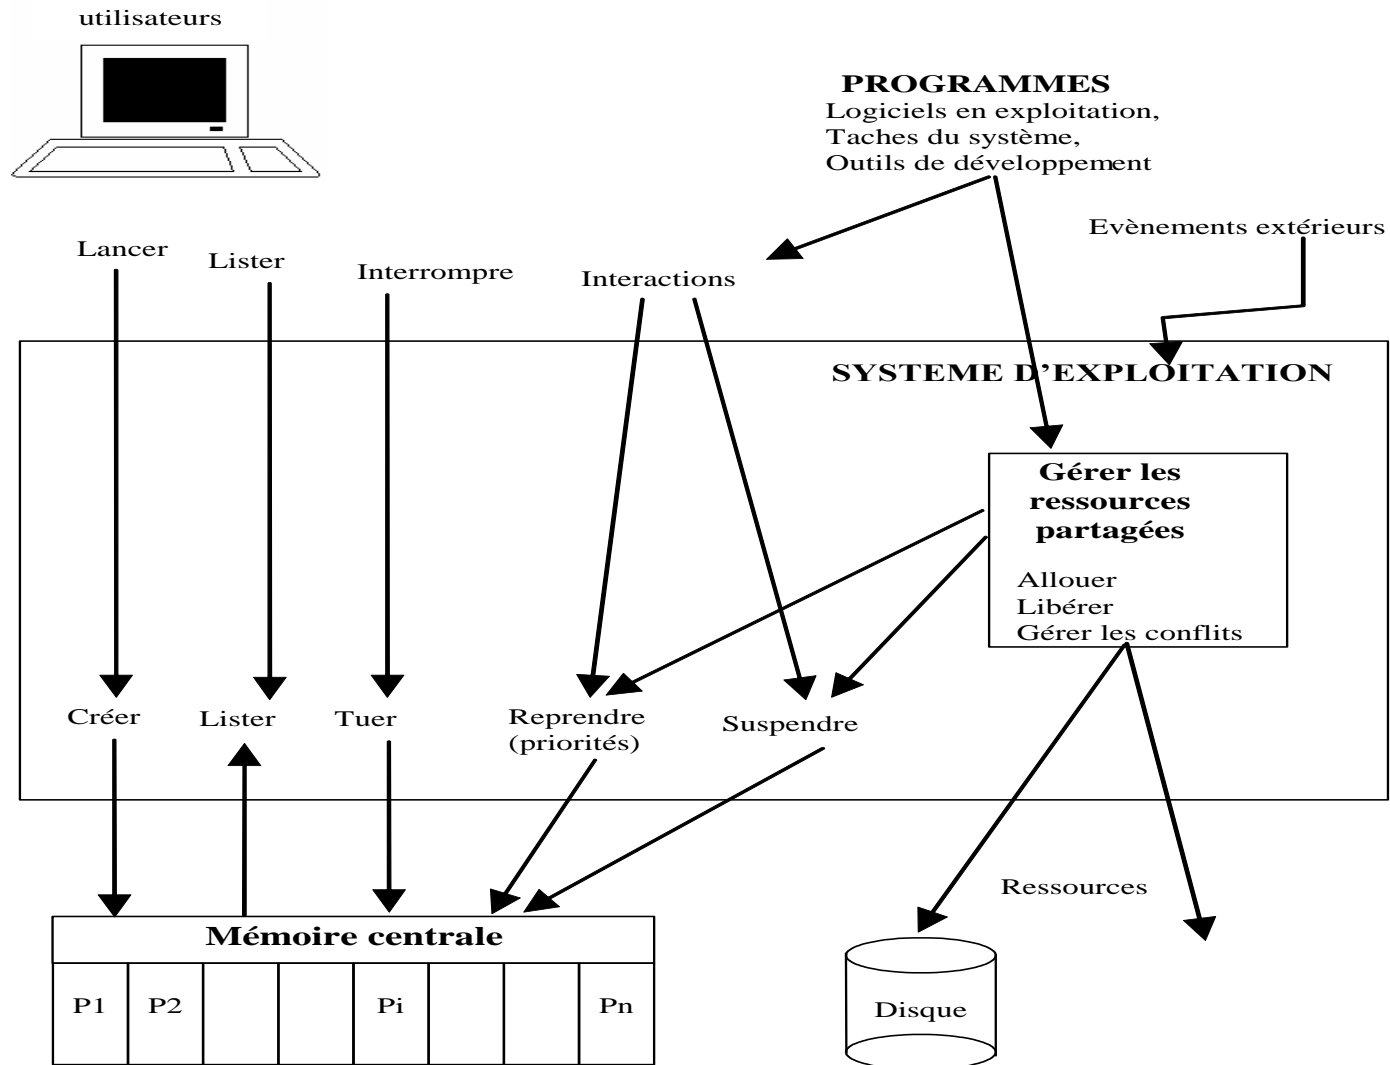 utilisateurs
PROGRAMMES
Logiciels en exploitation,
Taches du système,
Outils de développement
Evènements extérieurs
Lancer
Lister
Interrompre
Interactions
SYSTEME D'EXPLOITATION
Gérer les
ressources
partagées
Allouer
Libérer
Gérer les conflits
Créer
Lister
Tuer
Reprendre
(priorités)
Suspendre
Ressources
Mémoire centrale
P1
P2
Pi
Pn
Disque